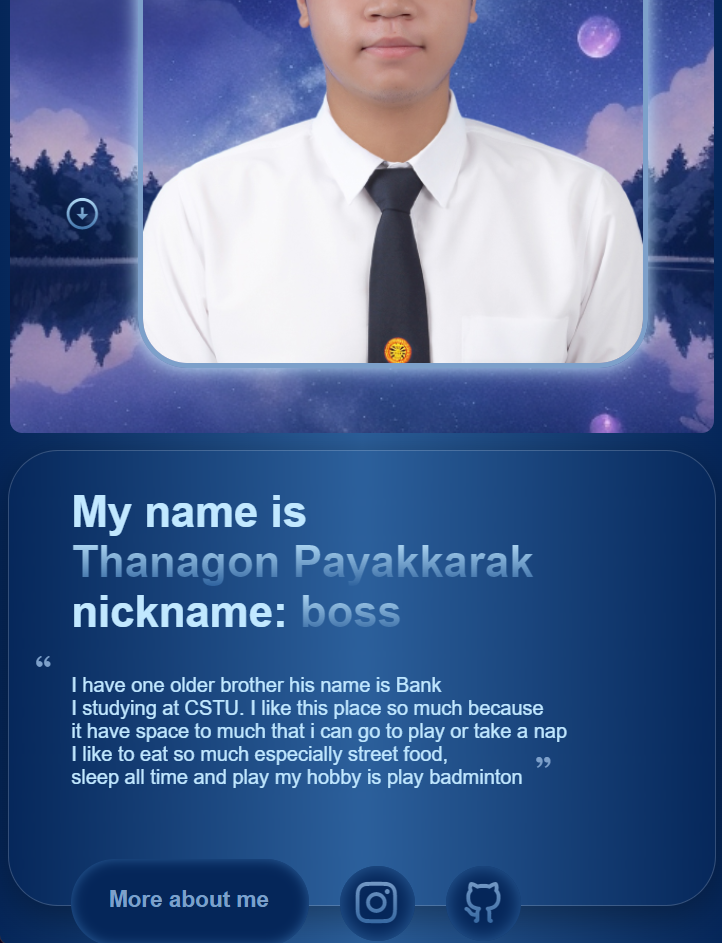 My name is
Thanagon Payakkarak
nickname: boss
“
I have one older brother his name is Bank
I studying at CSTU. I like this place so much because
it have space to much that i can go to play or take a nap
I like to eat so much especially street food,
sleep all time and play my hobby is play badminton ”
More about me